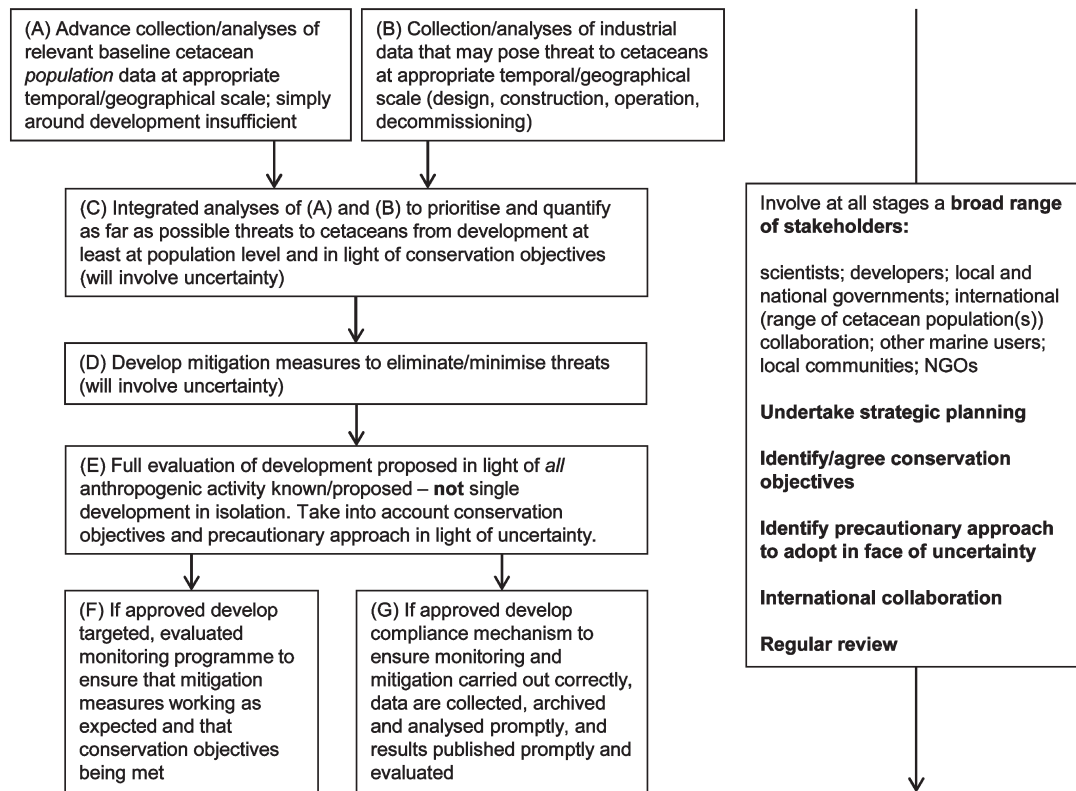 (A) Advance collection/analyses of
relevant baseline cetacean
population data at appropriate
temporal/geographical scale; simply
around development insufficient
(B) Collection/analyses of industrial
data that may pose threat to cetaceans
at appropriate temporal/geographical
scale (design, construction, operation,
decommissioning)
(C) Integrated analyses of (A) and (B) to prioritise and quantify
as far as possible threats to cetaceans from development at
least at population level and in light of conservation objectives
(will involve uncertainty)
(D) Develop mitigation measures to eliminate/minimise threats
(will involve uncertainty)
(E) Full evaluation of development proposed in light of all
anthropogenic activity known/proposed – not single
development in isolation. Take into account conservation
objectives and precautionary approach in light of uncertainty.
(F) If approved develop
targeted, evaluated
monitoring programme to
ensure that mitigation
measures working as
expected and that
conservation objectives
being met
(G) If approved develop
compliance mechanism to
ensure monitoring and
mitigation carried out correctly,
data are collected, archived
and analysed promptly, and
results published promptly and
evaluated
Involve at all stages a broad range
of stakeholders:
scientists; developers; local and
national governments; international
(range of cetacean population(s))
collaboration; other marine users;
local communities; NGOs
Undertake strategic planning
Identify/agree conservation
objectives
Identify precautionary approach
to adopt in face of uncertainty
International collaboration
Regular review